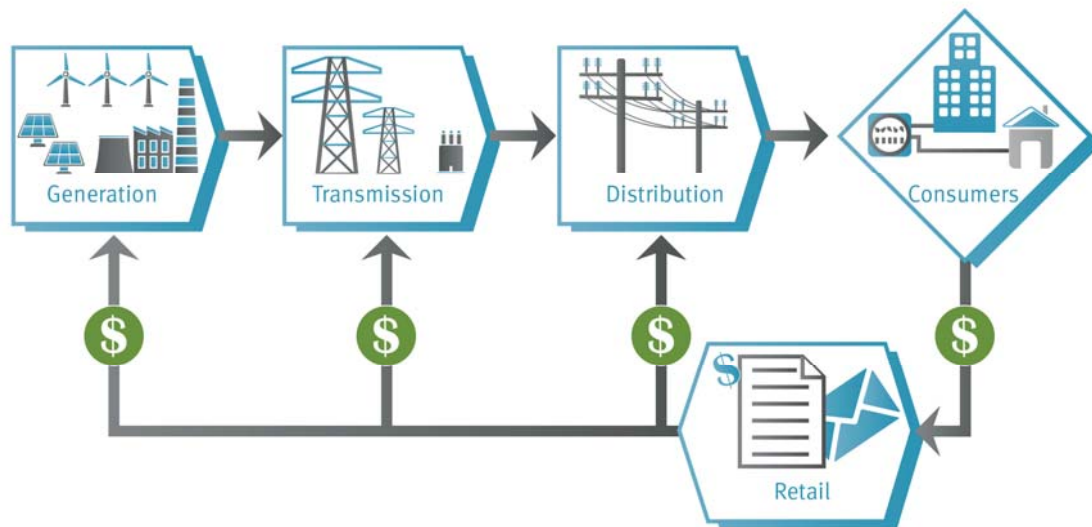 Generation
Transmission
Distribution
Consumers
$
$
$
$
$
Retail